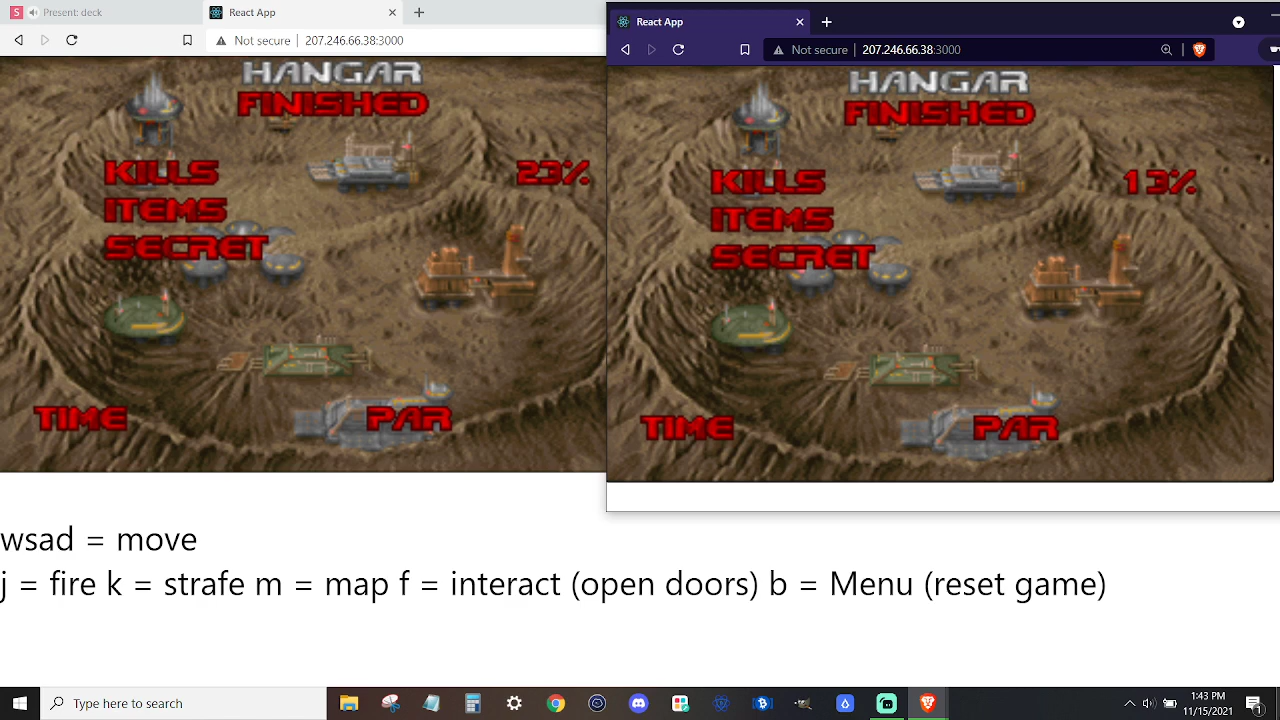 S Present: deck
React App
Not secure | 207.246.66.38:3000
React App
Not secure | 207.246.66.38:3000
HANGAR
FINISHED
KILLS 23%
ITEMS
SECRET
TIME PAR
HANGAR
FINISHED
KILLS 13%
ITEMS
SECRET
TIME PAR
wsad = move
j = fire k = strafe m = map f = interact (open doors) b = Menu (reset game)
Type here to search
1:43 PM
11/15/2021
1